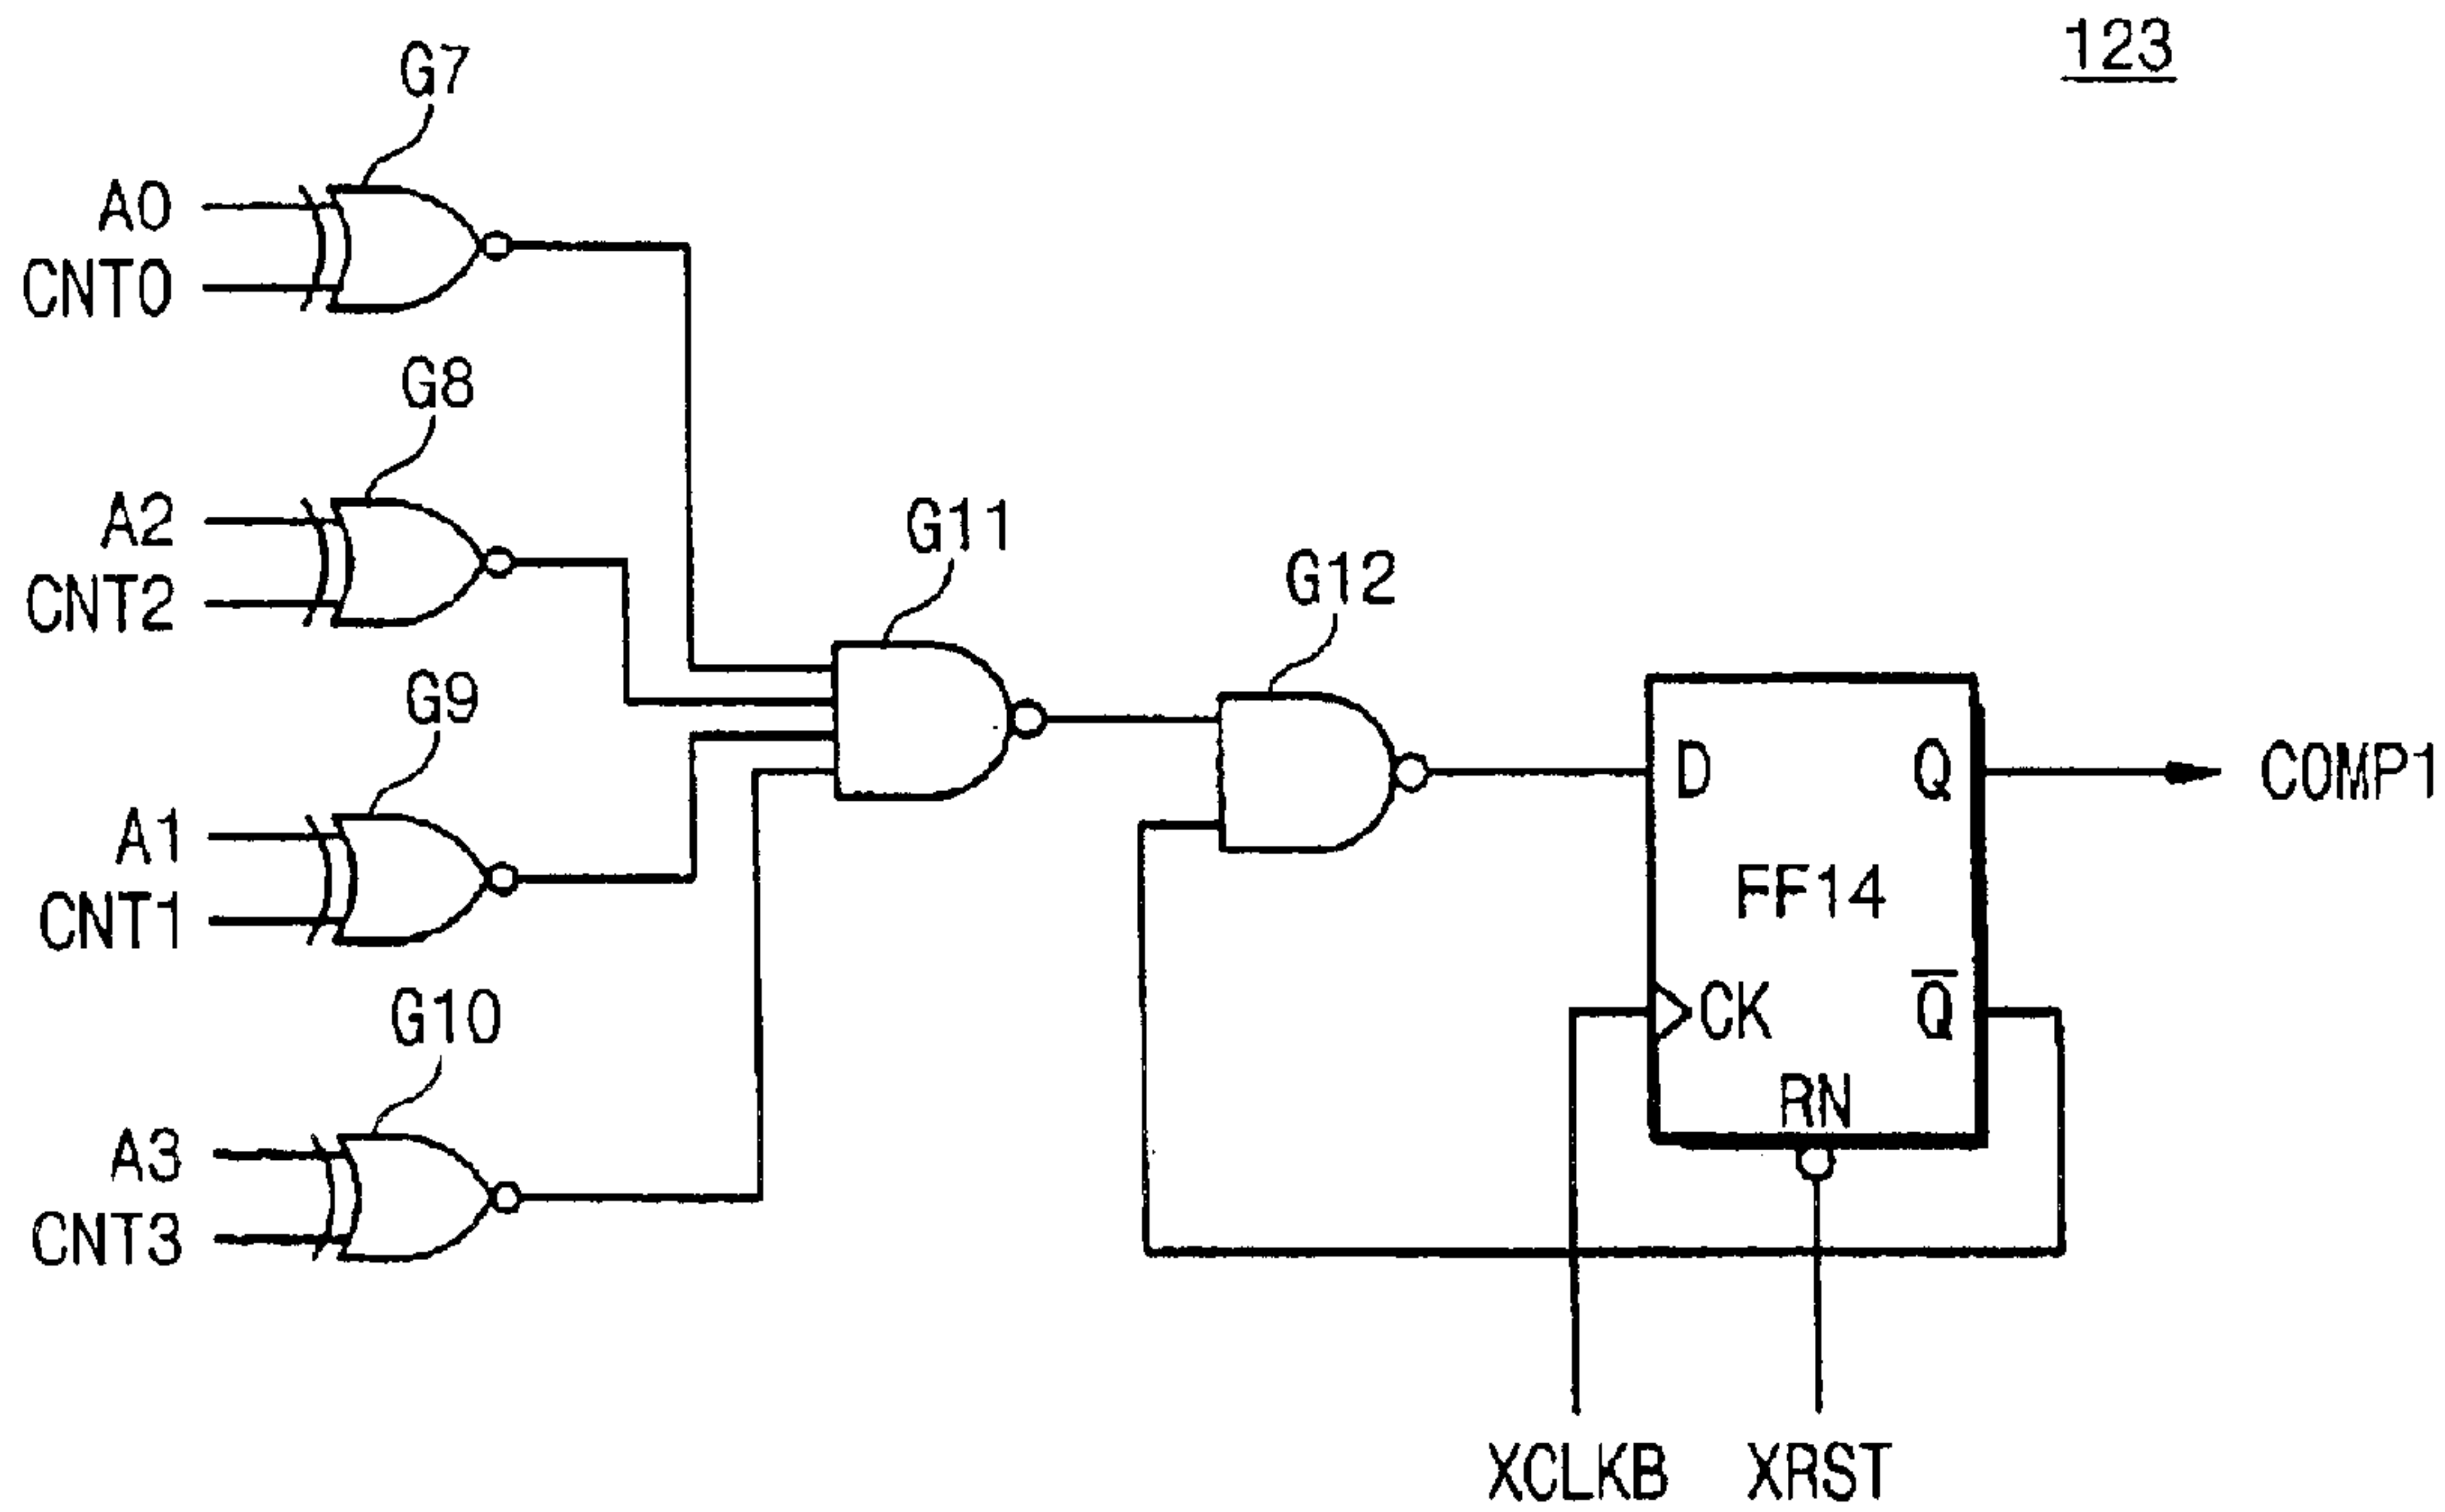 123
G7
A0
CNT0
G8
A2
CNT2
G11
G12
G9
A1
CNT1
D
Q
COMP1
FF14
CK
Q̅
RN
G10
A3
CNT3
XCLKB
XRST